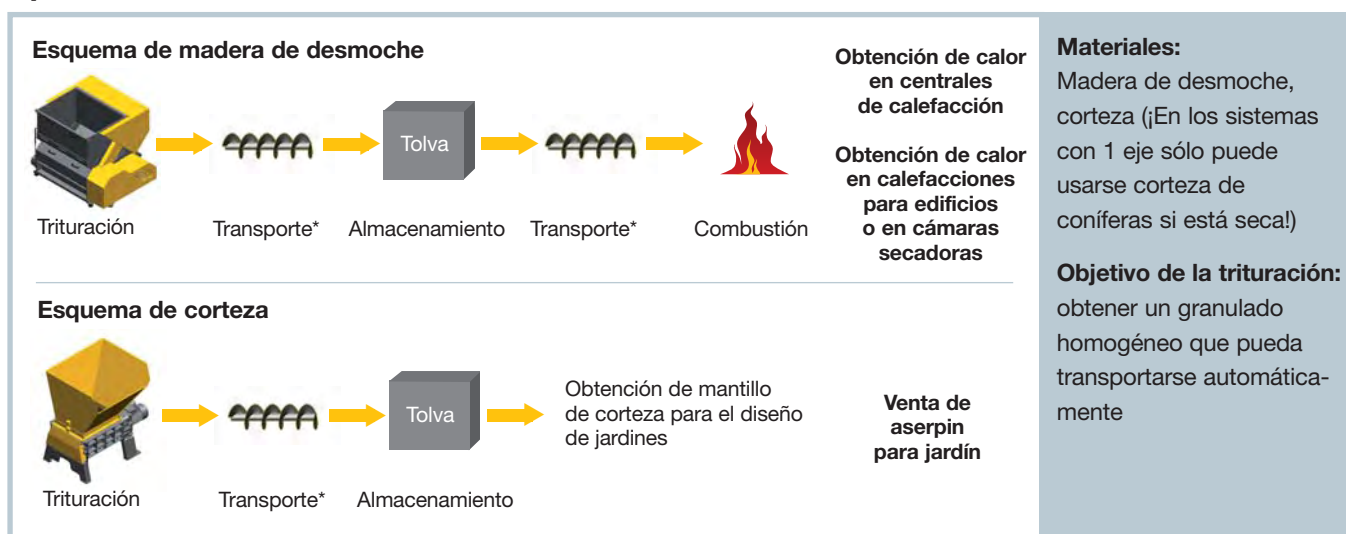 Esquema de madera de desmoche
Tolva
Trituración
Transporte*
Almacenamiento
Transporte*
Combustión
Obtención de calor
en centrales
de calefacción
Obtención de calor
en calefacciones
para edificios
o en cámaras
secadoras
Esquema de corteza
Tolva
Trituración
Transporte*
Almacenamiento
Obtención de mantillo
de corteza para el diseño
de jardines
Venta de
aserpin
para jardín
Materiales:
Madera de desmoche,
corteza (¡En los sistemas
con 1 eje sólo puede
usarse corteza de
coníferas si está seca!)
Objetivo de la trituración:
obtener un granulado
homogéneo que pueda
transportarse automática-
mente